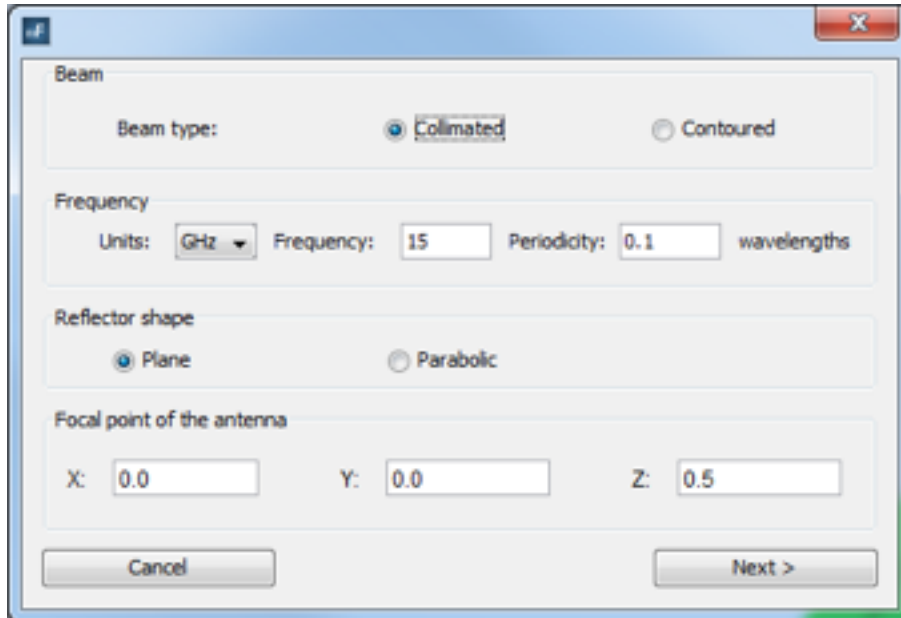 Beam
Beam type: Collimated Contoured
Frequency
Units: GHz Frequency: 15 Periodicity: 0.1 wavelengths
Reflector shape
Plane Parabolic
Focal point of the antenna
X: 0.0 Y: 0.0 Z: 0.5
Cancel Next >